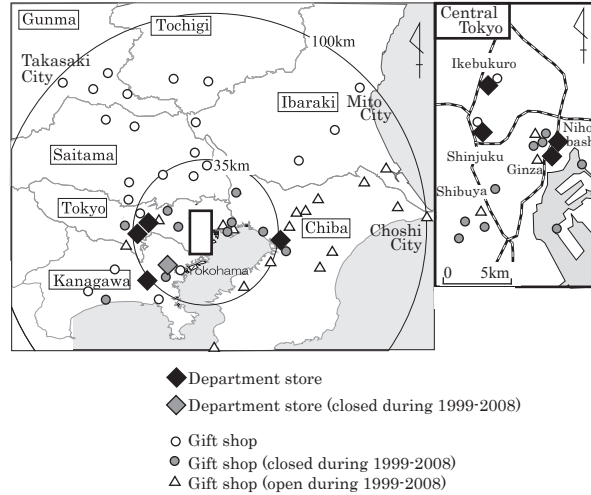 Gunma
Tochigi
100km
Takasaki
City
Ibaraki
Mito
City
Saitama
35km
Tokyo
Chiba
Choshi
City
Kanagawa
Yokohama
Central
Tokyo
Ikebukuro
Niho
bash
Shinjuku
Ginza
Shibuya
0 5km
Department store
Department store (closed during 1999-2008)
Gift shop
Gift shop (closed during 1999-2008)
Gift shop (open during 1999-2008)